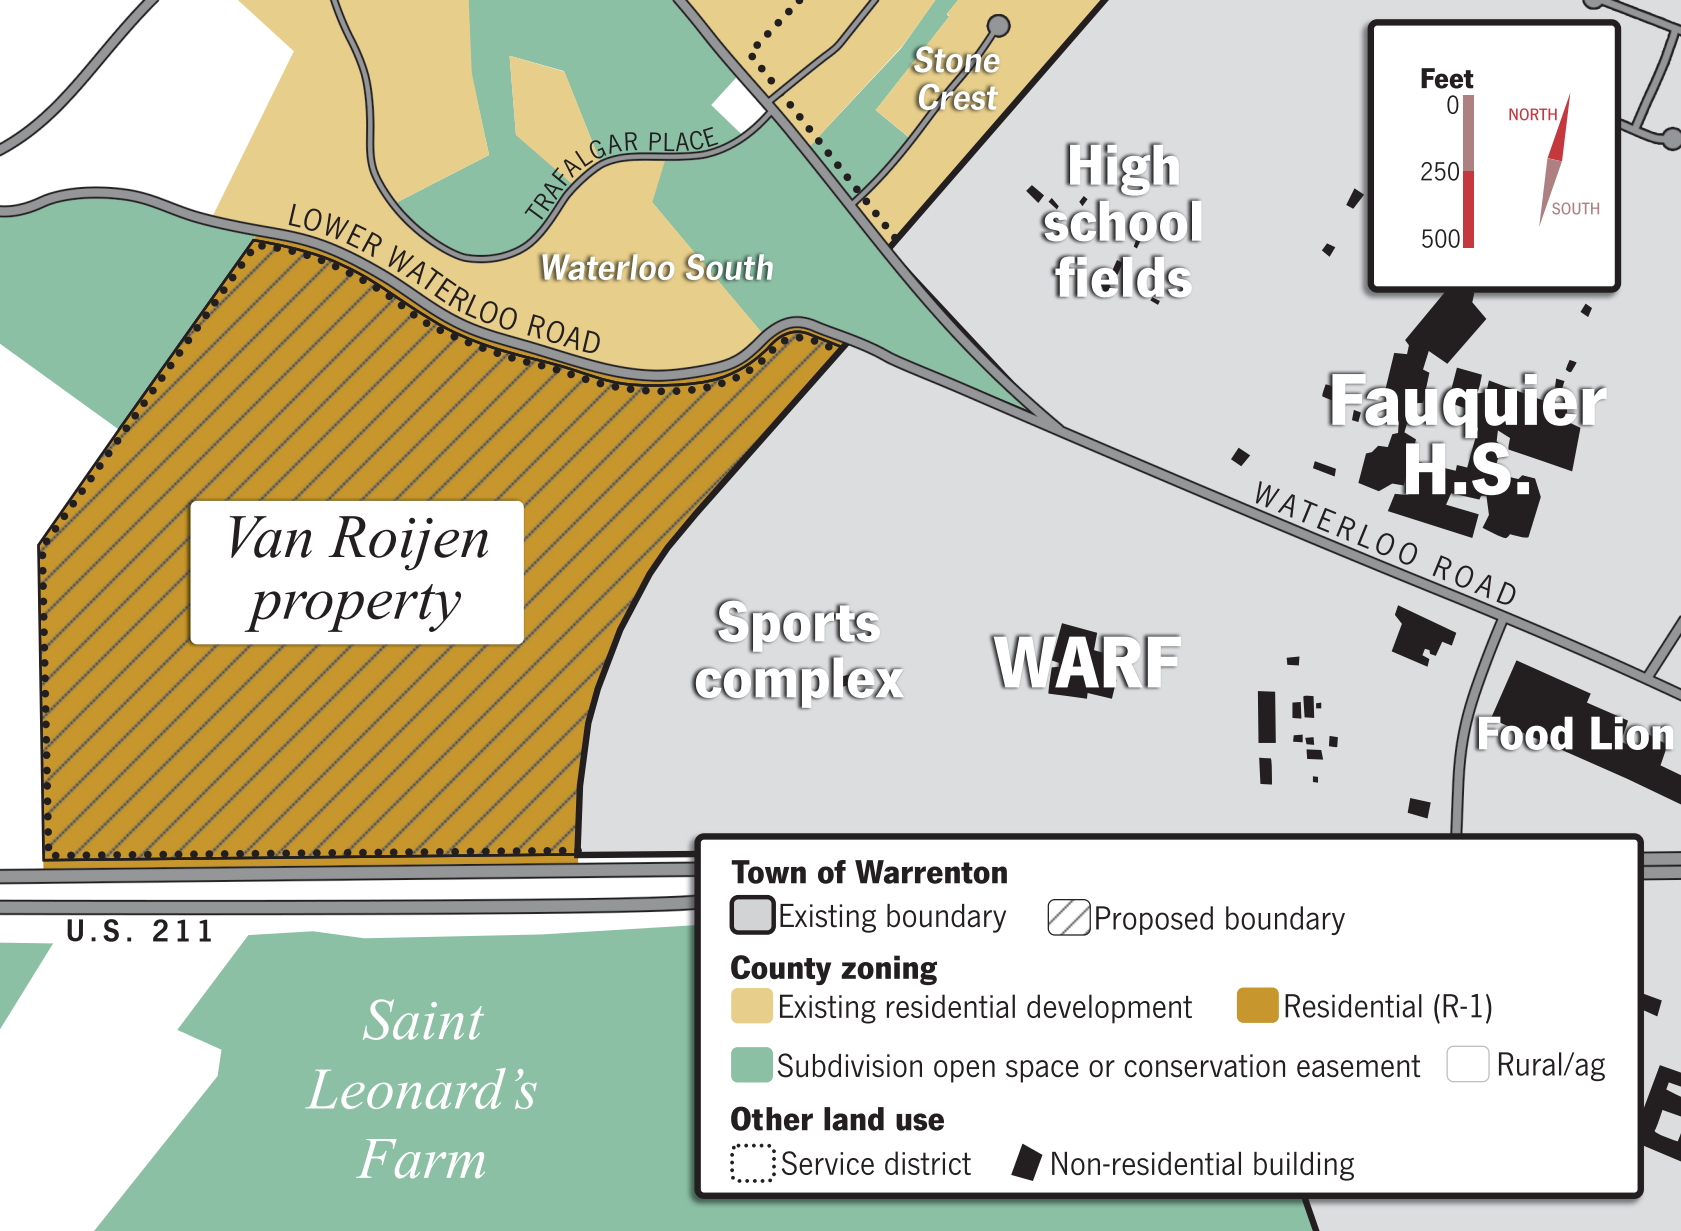 Stone
Crest
High
school
fields
Feet
0
250
500
NORTH
SOUTH
TRAFALGAR PLACE
LOWER WATERLOO ROAD
Waterloo South
Fauquier
H.S.
WATERLOO ROAD
Van Roijen
property
Sports
complex
WARF
Food Lion
U.S. 211
Saint
Leonard’s
Farm
Town of Warrenton
Existing boundary
Proposed boundary
County zoning
Existing residential development
Residential (R-1)
Subdivision open space or conservation easement
Rural/ag
Other land use
Service district
Non-residential building